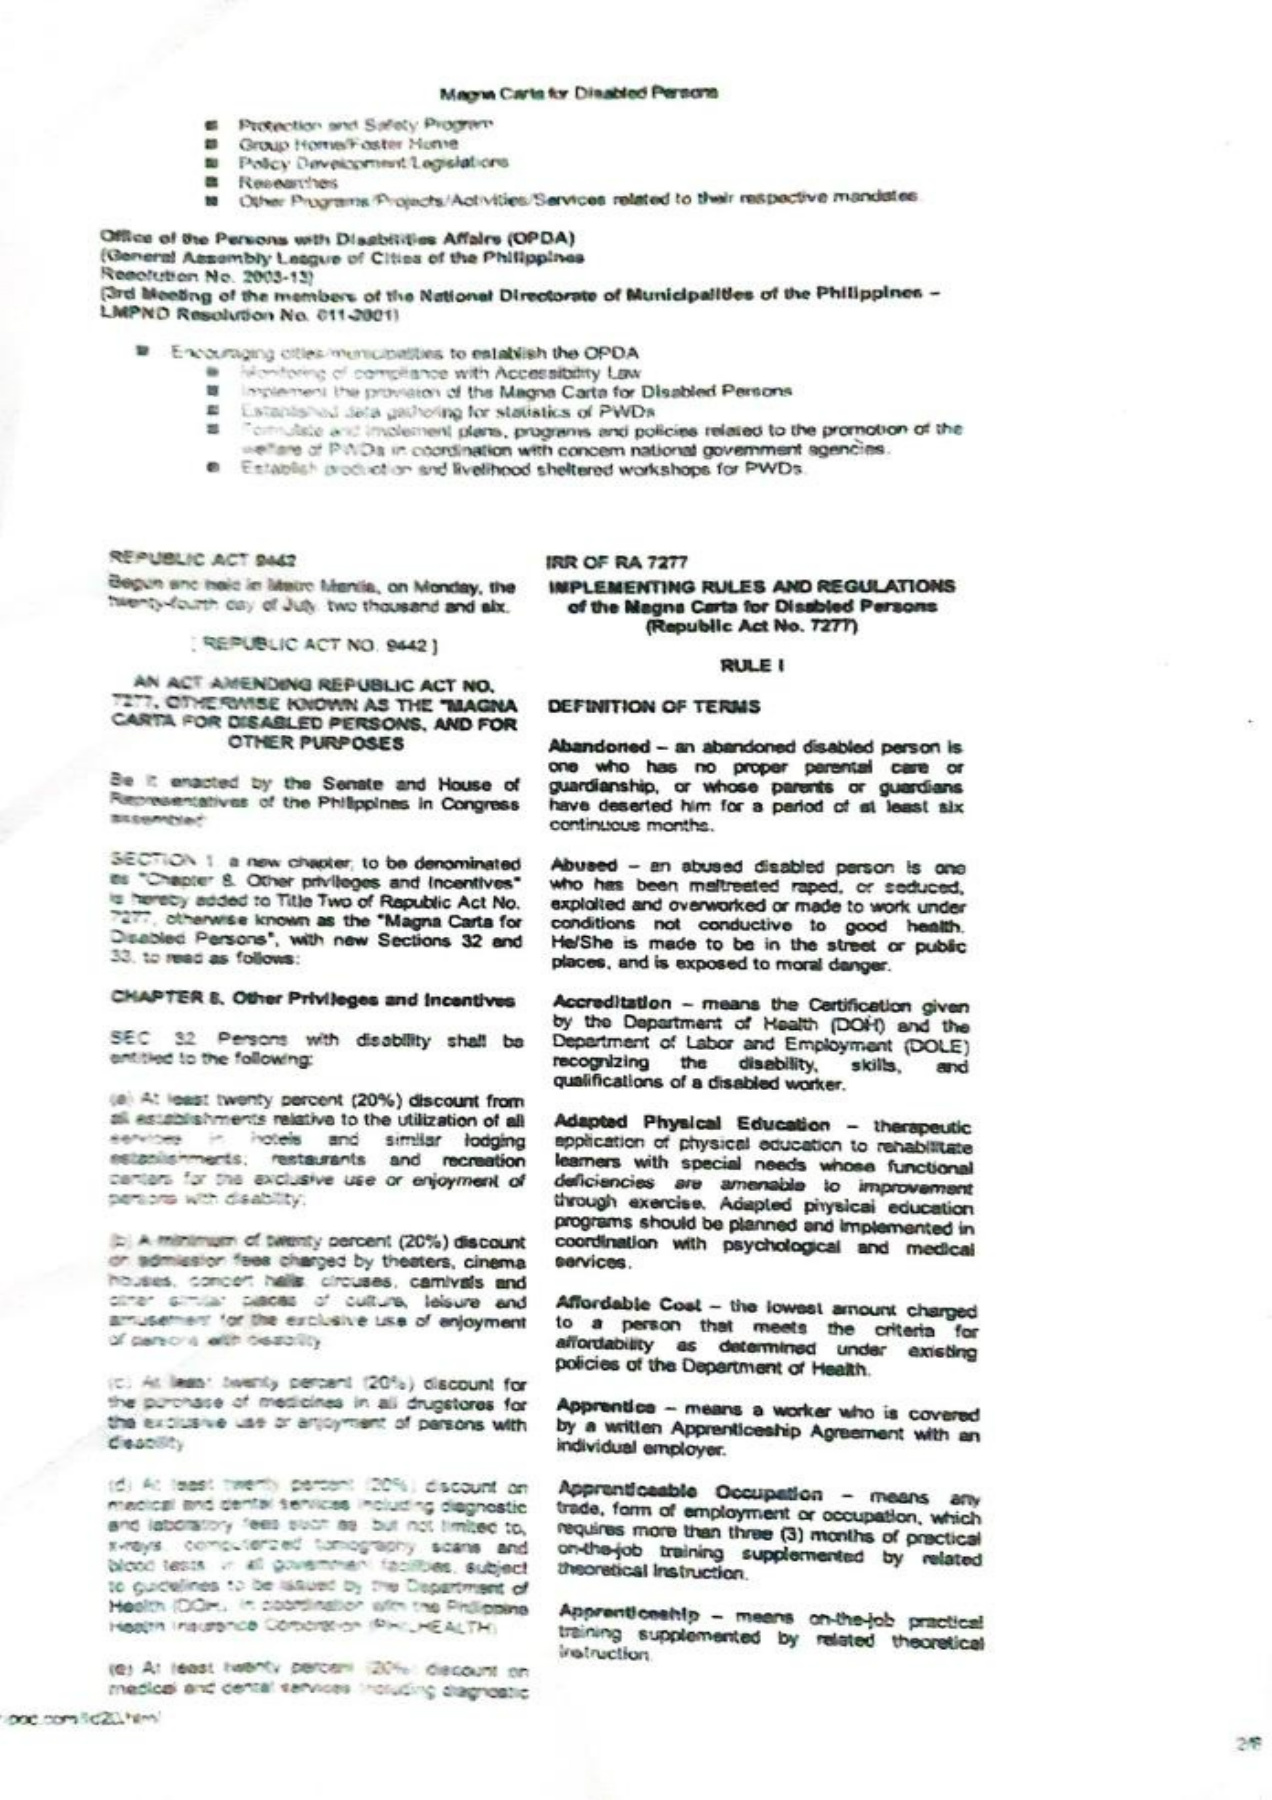 Magna Carta for Disabled Persons
Protection and Safety Program
Group Home/Foster Home
Policy Development/Legislations
Researches
Other Programs/Projects/Activities/Services related to their respective mandates.
Office of the Persons with Disabilities Affairs (OPDA)
(General Assembly League of Cities of the Philippines
Resolution No. 2003-13)
(3rd Meeting of the members of the National Directorate of Municipalities of the Philippines –
LMPND Resolution No. 011-2001)
Encouraging cities/municipalities to establish the OPDA
Monitoring of compliance with Accessibility Law
Implement the provision of the Magna Carta for Disabled Persons
Established data gathering for statistics of PWDs
Formulate and implement plans, programs and policies related to the promotion of the
welfare of PWDs in coordination with concern national government agencies.
Establish production and livelihood sheltered workshops for PWDs.
REPUBLIC ACT 9442
Begun and held in Metro Manila, on Monday, the
twenty-fourth day of July, two thousand and six.
[ REPUBLIC ACT NO. 9442 ]
AN ACT AMENDING REPUBLIC ACT NO.
7277, OTHERWISE KNOWN AS THE "MAGNA
CARTA FOR DISABLED PERSONS, AND FOR
OTHER PURPOSES
Be it enacted by the Senate and House of
Representatives of the Philippines in Congress
assembled:
SECTION 1. a new chapter, to be denominated
as "Chapter 8. Other privileges and Incentives"
is hereby added to Title Two of Republic Act No.
7277, otherwise known as the "Magna Carta for
Disabled Persons", with new Sections 32 and
33, to read as follows:
CHAPTER 8. Other Privileges and Incentives
SEC 32 Persons with disability shall be
entitled to the following:
(a) At least twenty percent (20%) discount from
all establishments relative to the utilization of all
services in hotels and similar lodging
establishments; restaurants and recreation
centers for the exclusive use or enjoyment of
persons with disability;
(b) A minimum of twenty percent (20%) discount
on admission fees charged by theaters, cinema
houses, concert halls, circuses, carnivals and
other similar places of culture, leisure and
amusement for the exclusive use of enjoyment
of persons with disability
(c) At least twenty percent (20%) discount for
the purchase of medicines in all drugstores for
the exclusive use or enjoyment of persons with
disability
(d) At least twenty percent (20%) discount on
medical and dental services including diagnostic
and laboratory fees such as, but not limited to,
x-rays, computerized tomography scans and
blood tests, in all government facilities, subject
to guidelines to be issued by the Department of
Health (DOH), in coordination with the Philippine
Health Insurance Corporation (PHILHEALTH)
(e) At least twenty percent (20%) discount on
medical and dental services including diagnostic
IRR OF RA 7277
IMPLEMENTING RULES AND REGULATIONS
of the Magna Carta for Disabled Persons
(Republic Act No. 7277)
RULE I
DEFINITION OF TERMS
Abandoned – an abandoned disabled person is
one who has no proper parental care or
guardianship, or whose parents or guardians
have deserted him for a period of at least six
continuous months.
Abused – an abused disabled person is one
who has been maltreated raped, or seduced,
exploited and overworked or made to work under
conditions not conductive to good health.
He/She is made to be in the street or public
places, and is exposed to moral danger.
Accreditation – means the Certification given
by the Department of Health (DOH) and the
Department of Labor and Employment (DOLE)
recognizing the disability, skills, and
qualifications of a disabled worker.
Adapted Physical Education – therapeutic
application of physical education to rehabilitate
learners with special needs whose functional
deficiencies are amenable to improvement
through exercise. Adapted physical education
programs should be planned and implemented in
coordination with psychological and medical
services.
Affordable Cost – the lowest amount charged
to a person that meets the criteria for
affordability as determined under existing
policies of the Department of Health.
Apprentice – means a worker who is covered
by a written Apprenticeship Agreement with an
individual employer.
Apprenticeable Occupation – means any
trade, form of employment or occupation, which
requires more than three (3) months of practical
on-the-job training supplemented by related
theoretical Instruction.
Apprenticeship – means on-the-job practical
training supplemented by related theoretical
Instruction.